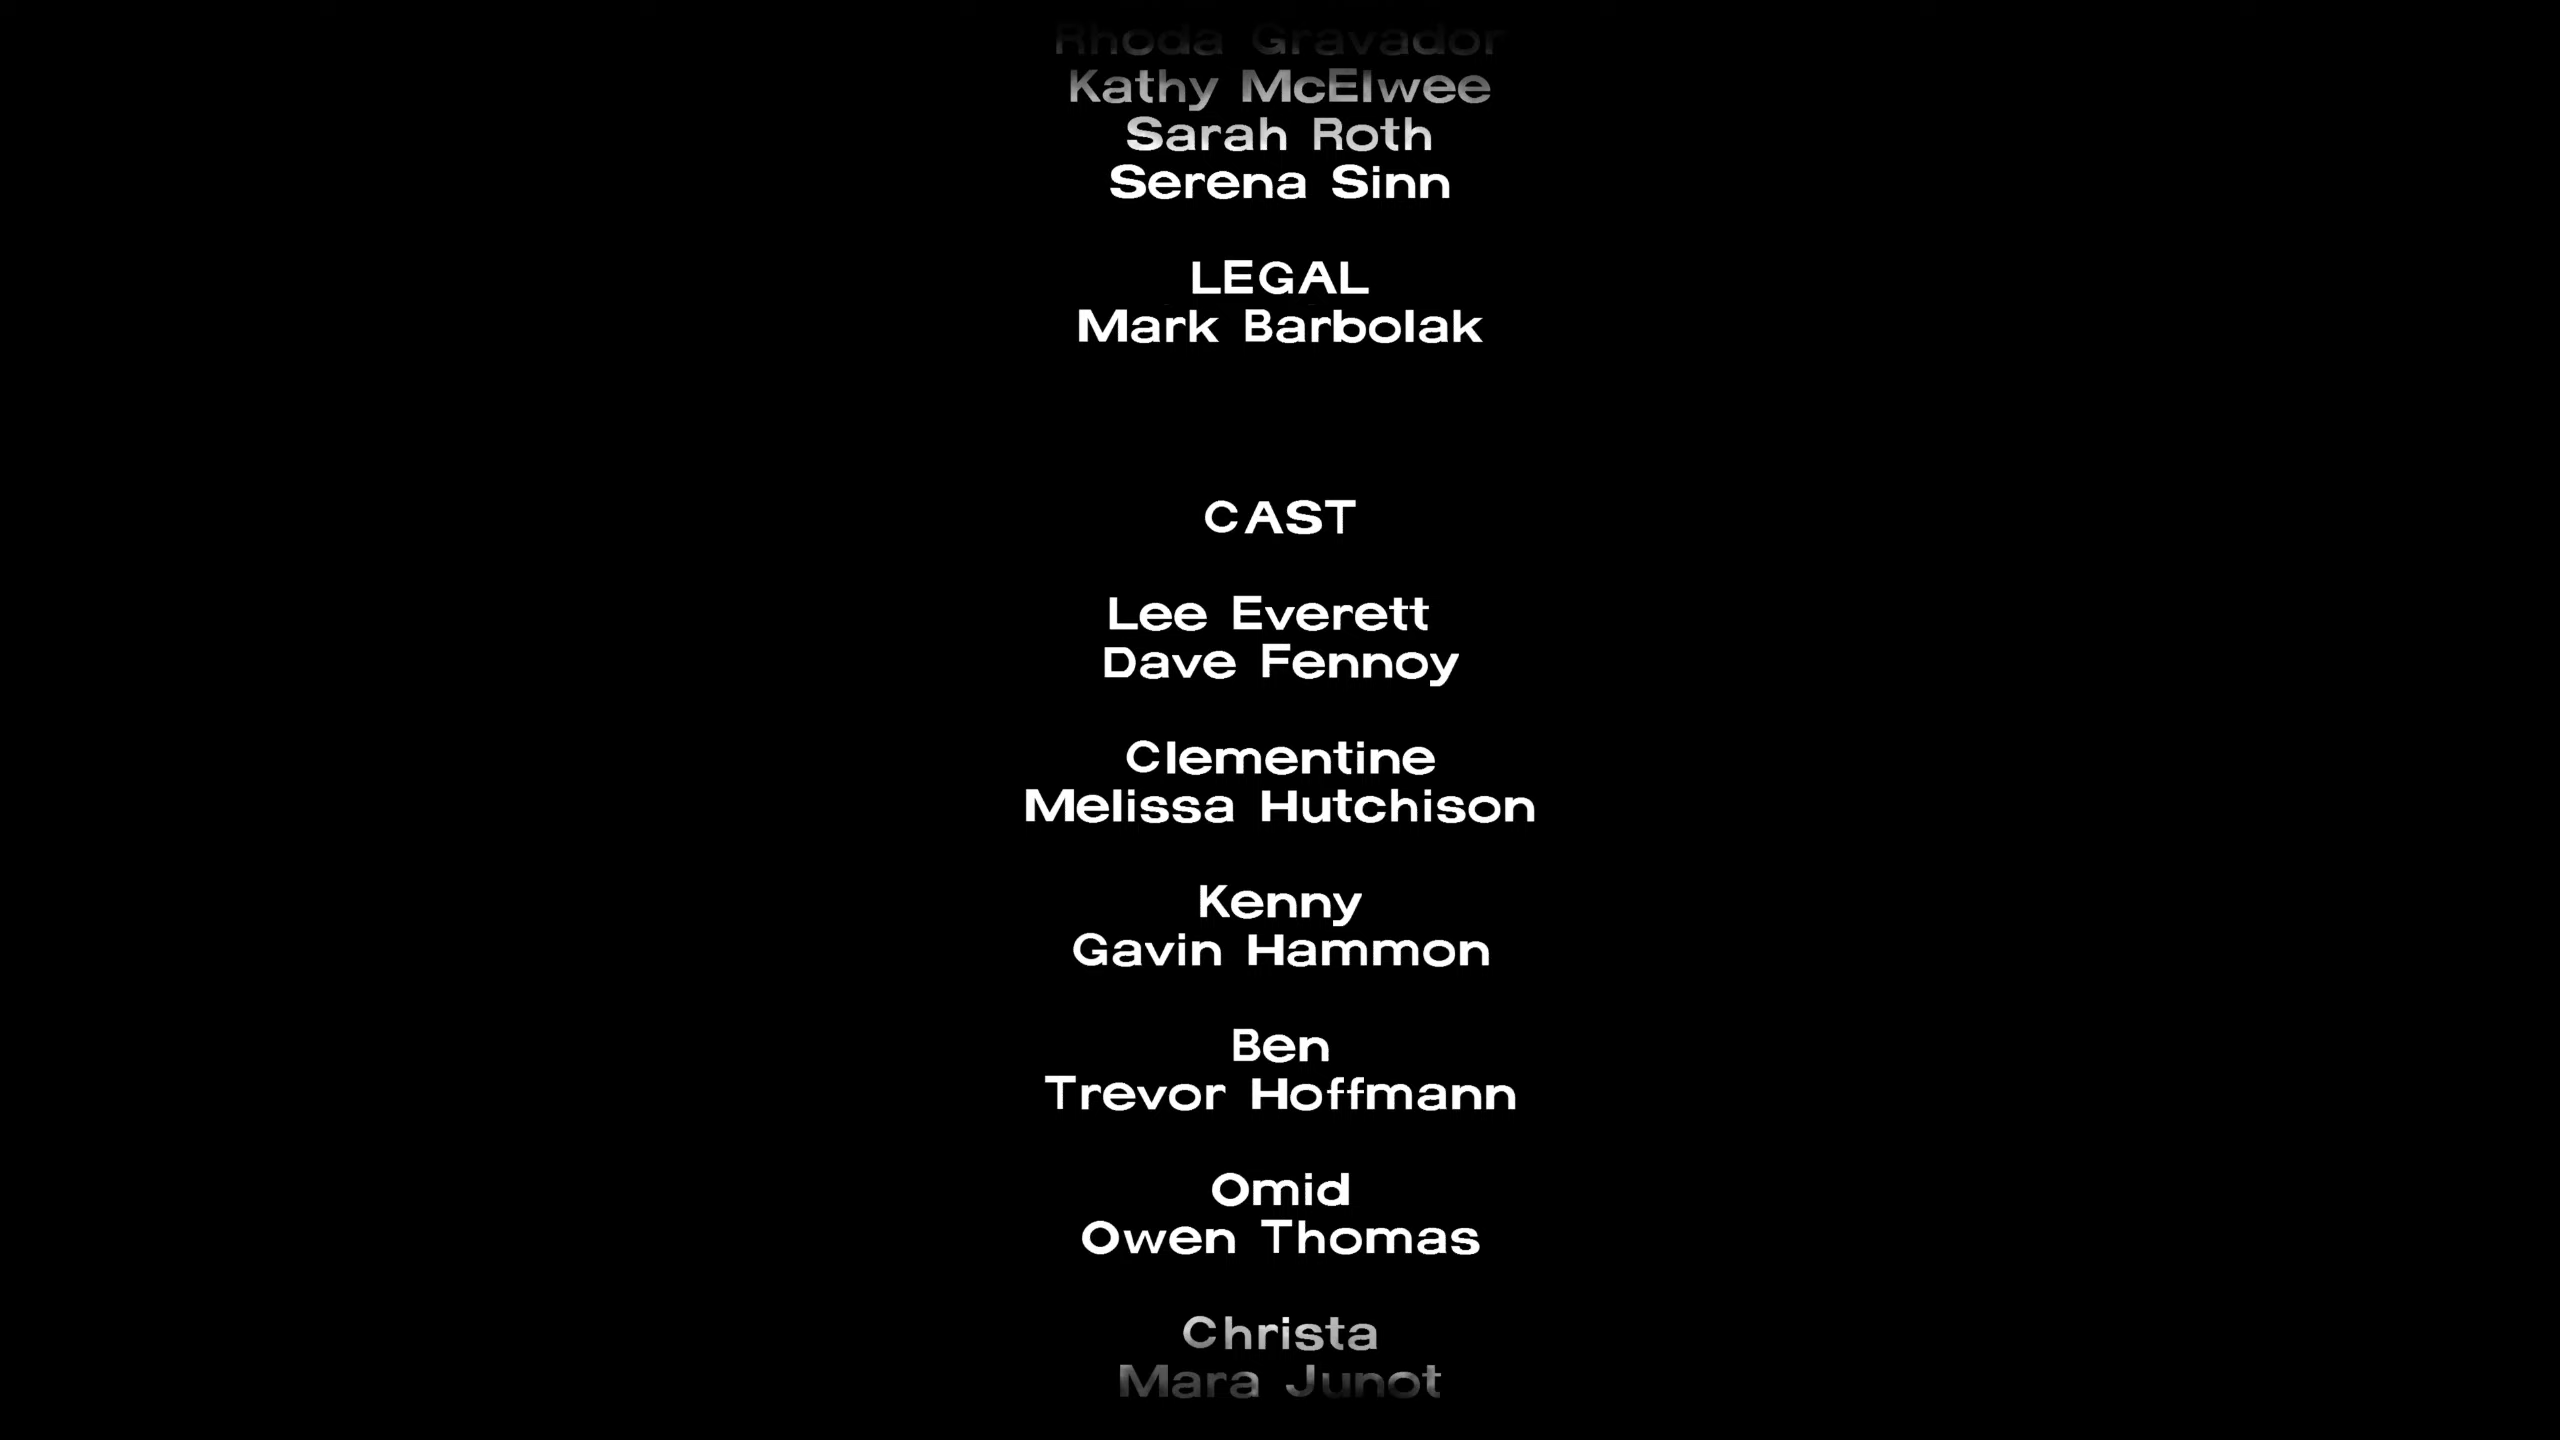 Rhoda Gravador
Kathy McElwee
Sarah Roth
Serena Sinn
LEGAL
Mark Barbolak
CAST
Lee Everett
Dave Fennoy
Clementine
Melissa Hutchison
Kenny
Gavin Hammon
Ben
Trevor Hoffmann
Omid
Owen Thomas
Christa
Mara Junot